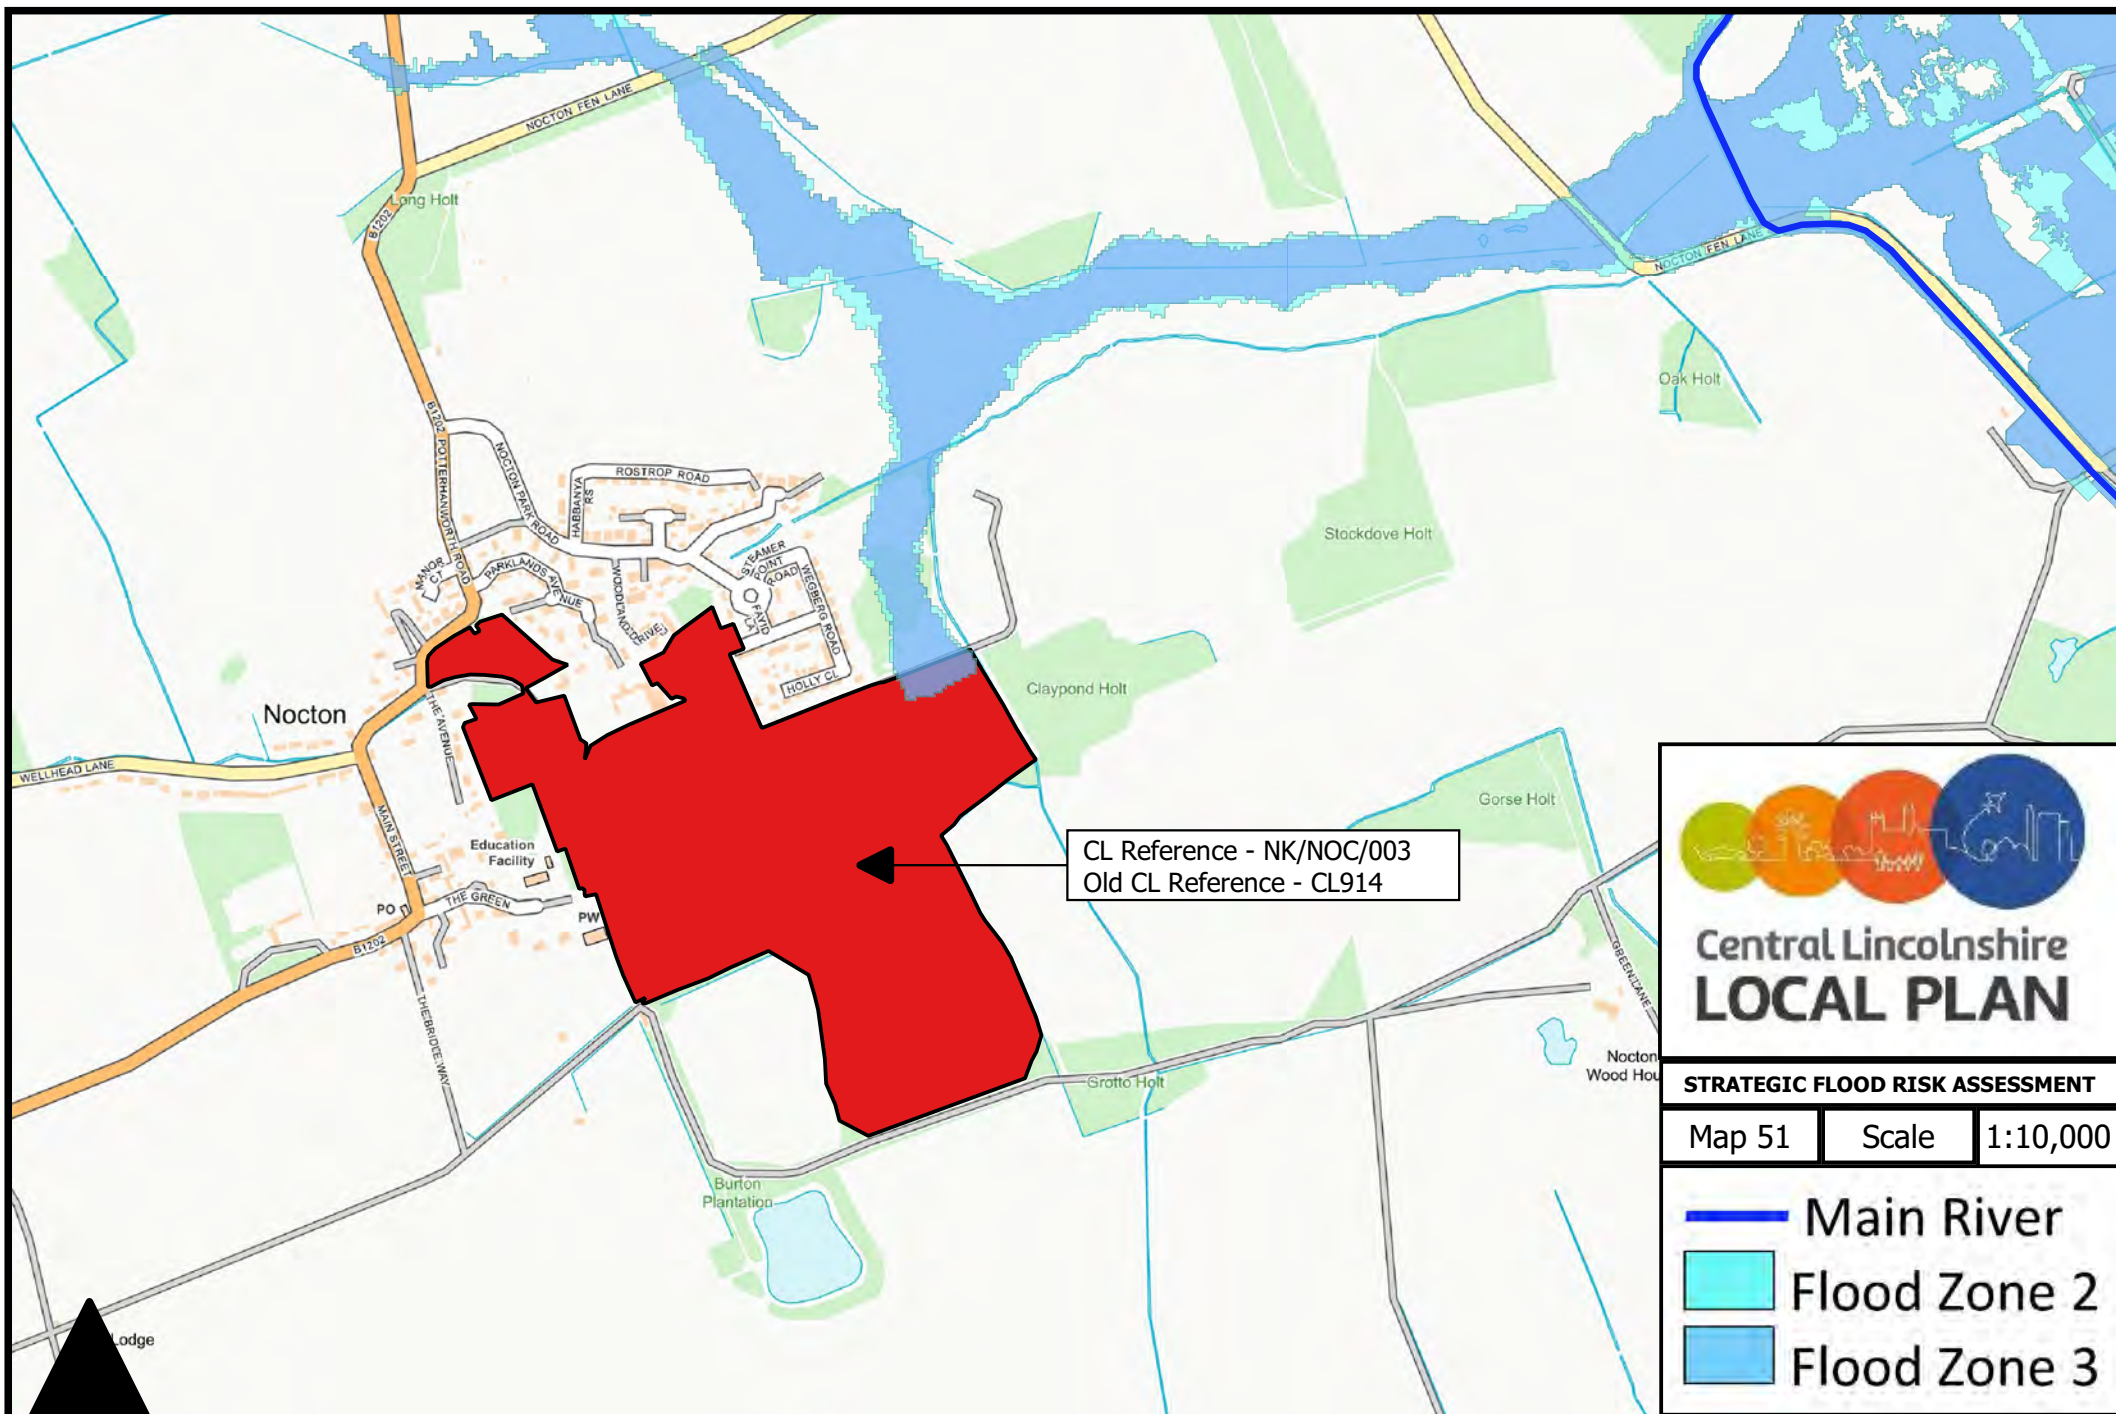 NOCTON FEN LANE
Long Holt
B1202
NOCTON FEN LANE
Oak Holt
B1202 POTTERHANWORTH ROAD
NOCTON PARK ROAD
HABBANYA
RS
ROSTROP ROAD
Stockdove Holt
MANOR
CT
PARKLANDS AVENUE
WOODLAND DRIVE
STEAMER
POINT
ROAD
WEGBERG ROAD
FAYID
LA
HOLLY CL
Claypond Holt
Nocton
THE AVENUE
WELLHEAD LANE
MAIN STREET
Education
Facility
Gorse Holt
CL Reference - NK/NOC/003
Old CL Reference - CL914
PO
THE GREEN
PW
B1202
THE BRIDLE WAY
GREEN LANE
Nocton
Wood Hou
Grotto Holt
Burton
Plantation
Lodge
Central Lincolnshire
LOCAL PLAN
STRATEGIC FLOOD RISK ASSESSMENT
Map 51
Scale
1:10,000
Main River
Flood Zone 2
Flood Zone 3